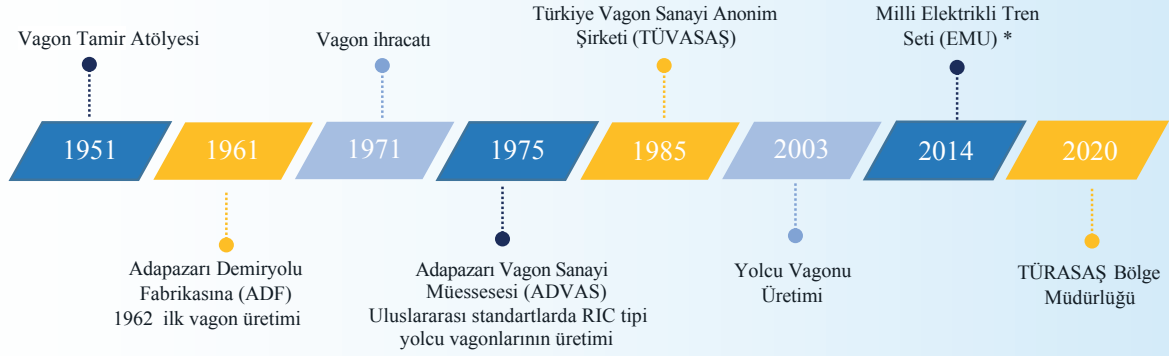 Vagon Tamir Atölyesi
Vagon ihracatı
Türkiye Vagon Sanayi Anonim
Şirketi (TÜVASAŞ)
Milli Elektrikli Tren
Seti (EMU) *
1951
1961
1971
1975
1985
2003
2014
2020
Adapazarı Demiryolu
Fabrikasına (ADF)
1962 ilk vagon üretimi
Adapazarı Vagon Sanayi
Müessesesi (ADVAS)
Uluslararası standartlarda RIC tipi
yolcu vagonlarının üretimi
Yolcu Vagonu
Üretimi
TÜRASAŞ Bölge
Müdürlüğü